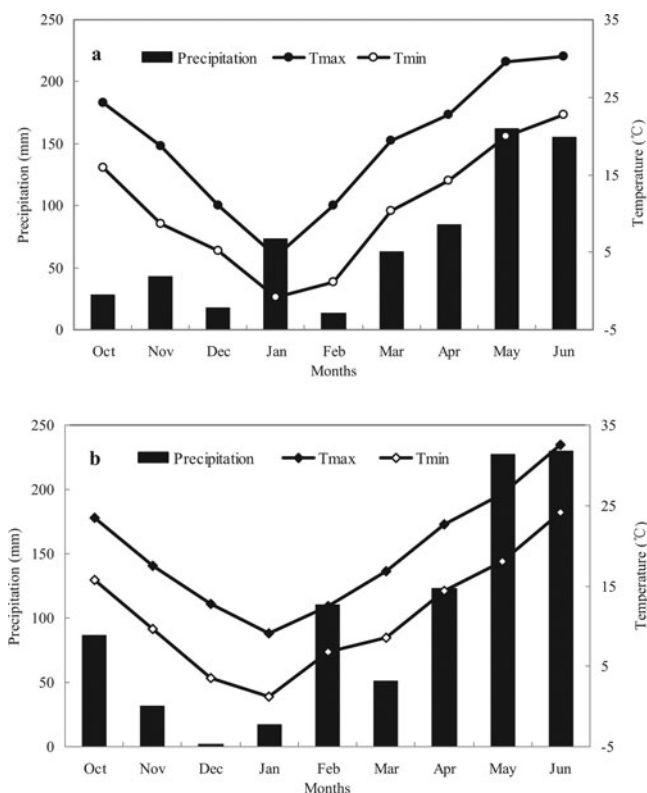 a
Precipitation Tmax Tmin
Precipitation (mm)
250
200
150
100
50
0
Temperature (℃)
35
25
15
5
-5
Oct Nov Dec Jan Feb Mar Apr May Jun
Months
b
Precipitation Tmax Tmin
Precipitation (mm)
250
200
150
100
50
0
Temperature (℃)
35
25
15
5
-5
Oct Nov Dec Jan Feb Mar Apr May Jun
Months